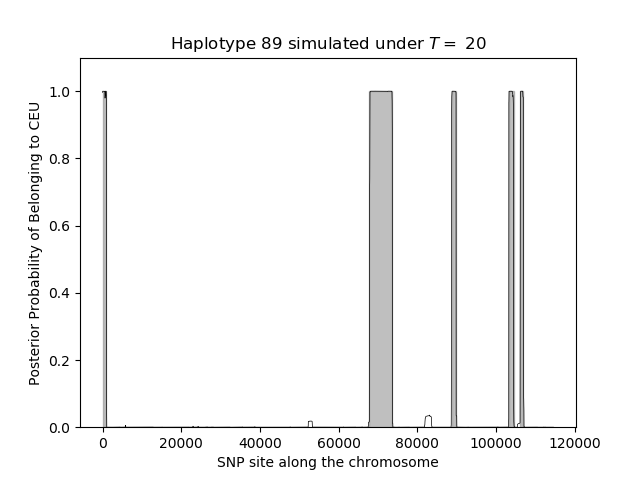 Haplotype 89 simulated under T = 20
Posterior Probability of Belonging to CEU
1.0
0.8
0.6
0.4
0.2
0.0
0 20000 40000 60000 80000 100000 120000
SNP site along the chromosome